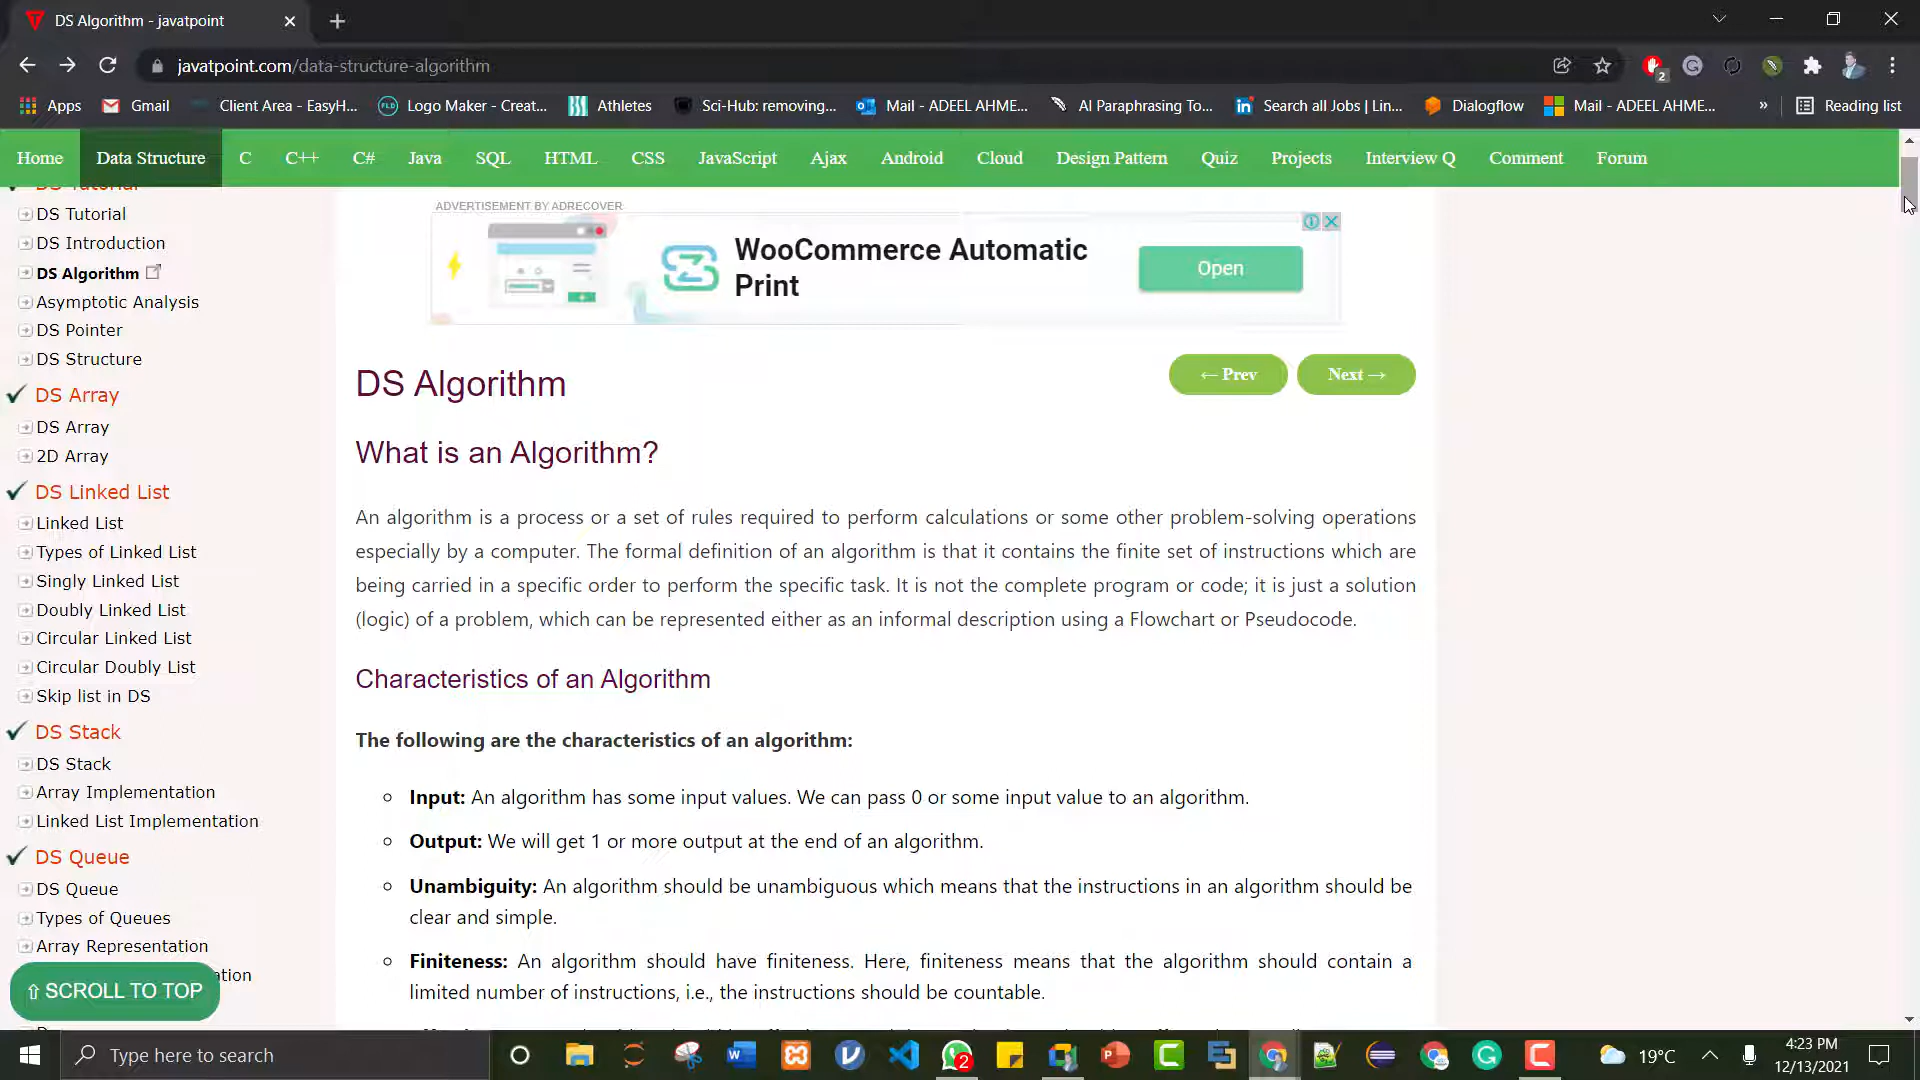 DS Algorithm - javatpoint
javatpoint.com/data-structure-algorithm
2
Apps
Gmail
Client Area - EasyH...
Logo Maker - Creat...
Athletes
Sci-Hub: removing...
Mail - ADEEL AHME...
AI Paraphrasing To...
Search all Jobs | Lin...
Dialogflow
Mail - ADEEL AHME...
»
Reading list
Home
Data Structure
C
C++
C#
Java
SQL
HTML
CSS
JavaScript
Ajax
Android
Cloud
Design Pattern
Quiz
Projects
Interview Q
Comment
Forum
DS Tutorial
DS Tutorial
DS Introduction
DS Algorithm
Asymptotic Analysis
DS Pointer
DS Structure
DS Array
DS Array
2D Array
DS Linked List
Linked List
Types of Linked List
Singly Linked List
Doubly Linked List
Circular Linked List
Circular Doubly List
Skip list in DS
DS Stack
DS Stack
Array Implementation
Linked List Implementation
DS Queue
DS Queue
Types of Queues
Array Representation
ation
⇧ SCROLL TO TOP
ADVERTISEMENT BY ADRECOVER
WooCommerce Automatic
Print
Open
DS Algorithm
← Prev
Next →
What is an Algorithm?
An algorithm is a process or a set of rules required to perform calculations or some other problem-solving operations
especially by a computer. The formal definition of an algorithm is that it contains the finite set of instructions which are
being carried in a specific order to perform the specific task. It is not the complete program or code; it is just a solution
(logic) of a problem, which can be represented either as an informal description using a Flowchart or Pseudocode.
Characteristics of an Algorithm
The following are the characteristics of an algorithm:
Input: An algorithm has some input values. We can pass 0 or some input value to an algorithm.
Output: We will get 1 or more output at the end of an algorithm.
Unambiguity: An algorithm should be unambiguous which means that the instructions in an algorithm should be
clear and simple.
Finiteness: An algorithm should have finiteness. Here, finiteness means that the algorithm should contain a
limited number of instructions, i.e., the instructions should be countable.
Type here to search
2
19°C
4:23 PM
12/13/2021